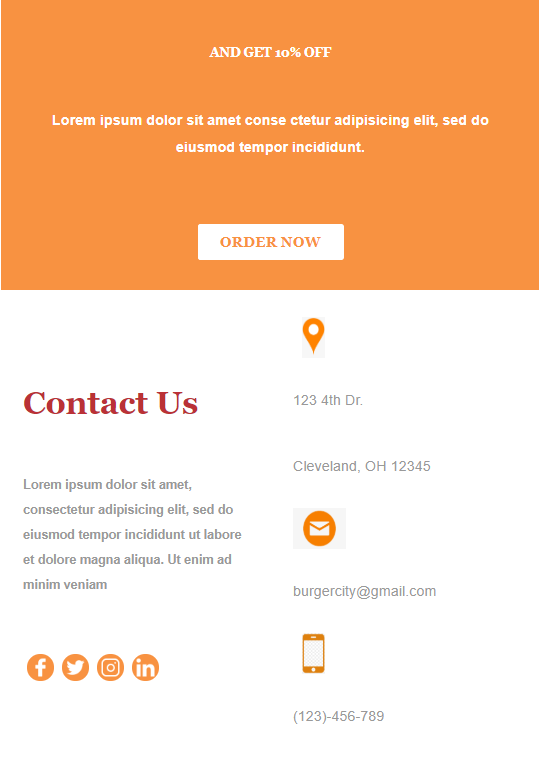 AND GET 10% OFF
Lorem ipsum dolor sit amet conse ctetur adipisicing elit, sed do
eiusmod tempor incididunt.
ORDER NOW
Contact Us
Lorem ipsum dolor sit amet,
consectetur adipisicing elit, sed do
eiusmod tempor incididunt ut labore
et dolore magna aliqua. Ut enim ad
minim veniam
123 4th Dr.
Cleveland, OH 12345
burgercity@gmail.com
(123)-456-789